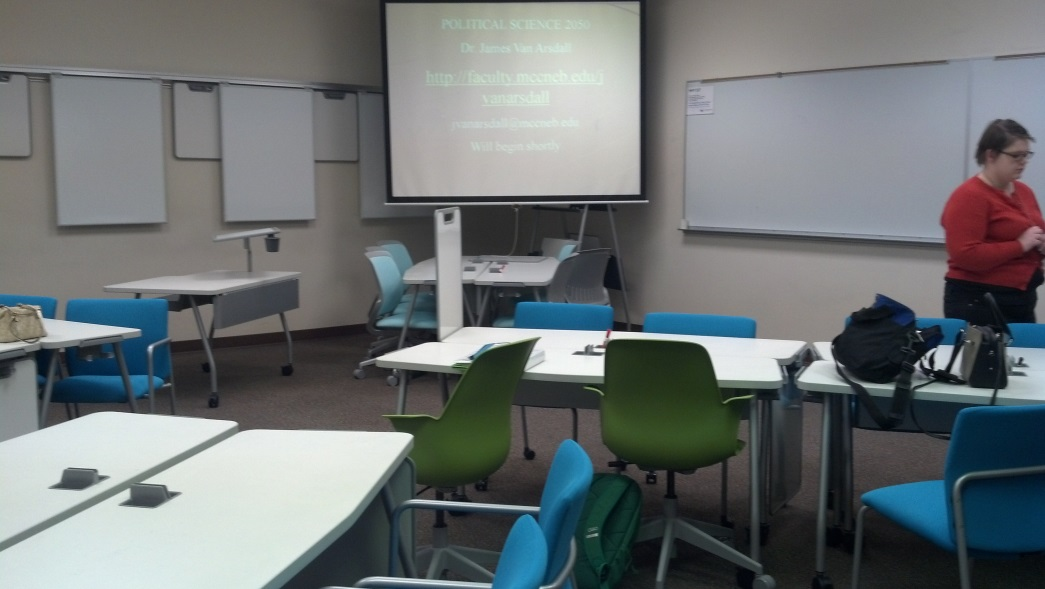 POLITICAL SCIENCE 2050
Dr. James Van Arsdall
http://faculty.mccneb.edu/j
vanarsdall
jvanarsdall@mccneb.edu
Will begin shortly